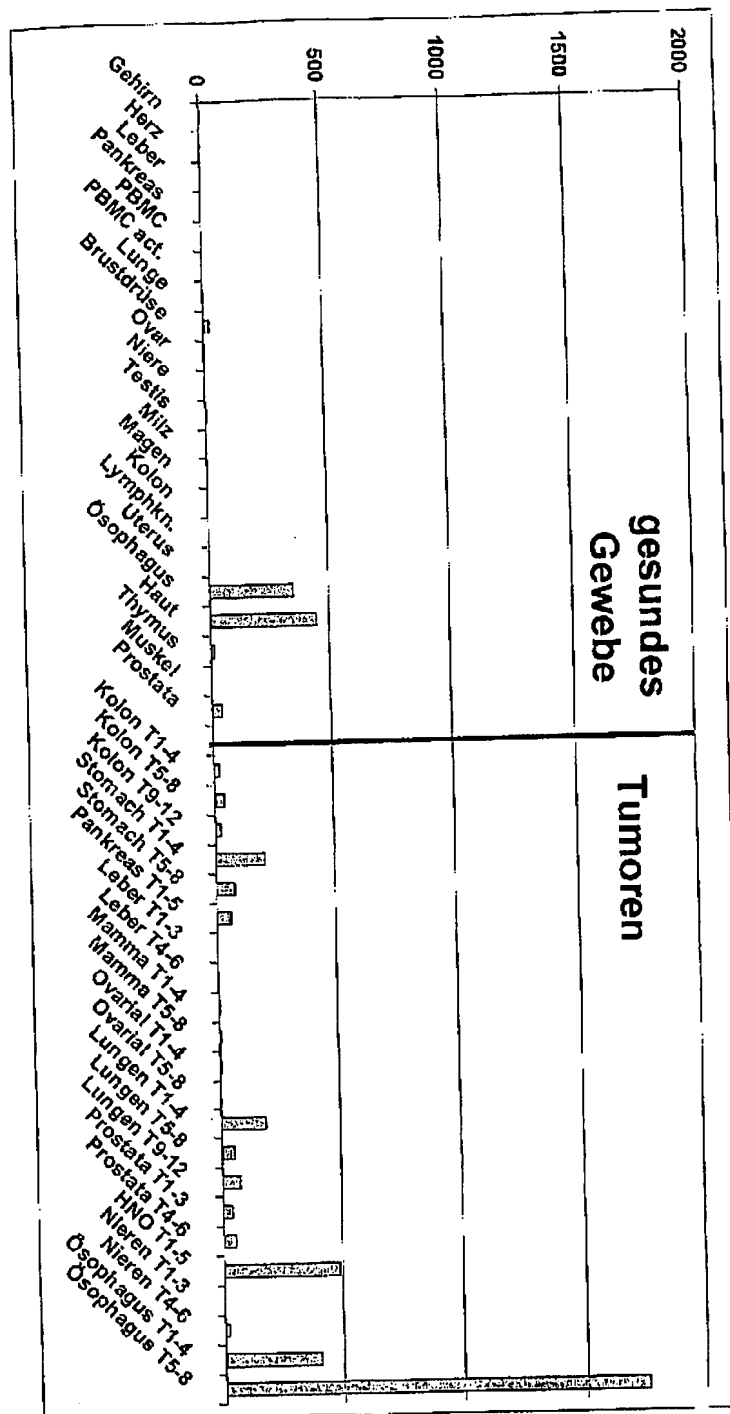 2000
1500
1000
500
0
gesundes
Gewebe
Tumoren
Gehirn
Herz
Leber
Pankreas
PBMC
PBMC act.
Lunge
Brustdrüse
Ovar
Niere
Testis
Milz
Magen
Kolon
Lymphkn.
Uterus
Ösophagus
Haut
Thymus
Muskel
Prostata
Kolon T1-4
Kolon T5-8
Kolon T9-12
Stomach T1-4
Stomach T5-8
Pankreas T1-5
Leber T1-3
Leber T4-6
Mamma T1-4
Mamma T5-8
Ovarial T1-4
Ovarial T5-8
Lungen T1-4
Lungen T5-8
Lungen T9-12
Prostata T1-3
Prostata T4-6
HNO T1-5
Nieren T1-3
Nieren T4-6
Ösophagus T1-4
Ösophagus T5-8